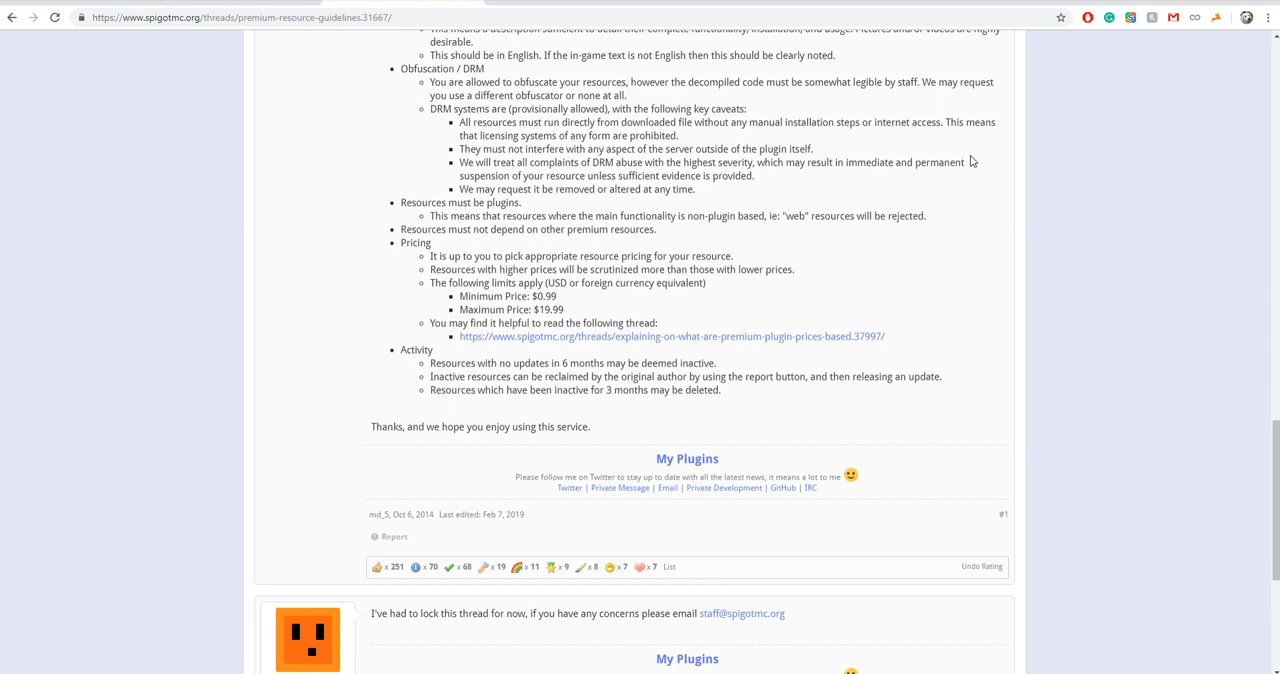 https://www.spigotmc.org/threads/premium-resource-guidelines.31667/
This means a description sufficient to detail their complete functionality, installation, and usage. Pictures and/or videos are highly
desirable.
This should be in English. If the in-game text is not English then this should be clearly noted.
Obfuscation / DRM
You are allowed to obfuscate your resources, however the decompiled code must be somewhat legible by staff. We may request
you use a different obfuscator or none at all.
DRM systems are (provisionally allowed), with the following key caveats:
All resources must run directly from downloaded file without any manual installation steps or internet access. This means
that licensing systems of any form are prohibited.
They must not interfere with any aspect of the server outside of the plugin itself.
We will treat all complaints of DRM abuse with the highest severity, which may result in immediate and permanent
suspension of your resource unless sufficient evidence is provided.
We may request it be removed or altered at any time.
Resources must be plugins.
This means that resources where the main functionality is non-plugin based, ie: "web" resources will be rejected.
Resources must not depend on other premium resources.
Pricing
It is up to you to pick appropriate resource pricing for your resource.
Resources with higher prices will be scrutinized more than those with lower prices.
The following limits apply (USD or foreign currency equivalent)
Minimum Price: $0.99
Maximum Price: $19.99
You may find it helpful to read the following thread:
https://www.spigotmc.org/threads/explaining-on-what-are-premium-plugin-prices-based.37997/
Activity
Resources with no updates in 6 months may be deemed inactive.
Inactive resources can be reclaimed by the original author by using the report button, and then releasing an update.
Resources which have been inactive for 3 months may be deleted.
Thanks, and we hope you enjoy using this service.
My Plugins
Please follow me on Twitter to stay up to date with all the latest news, it means a lot to me
Twitter | Private Message | Email | Private Development | GitHub | IRC
md_5, Oct 6, 2014 Last edited: Feb 7, 2019 #1
Report
x 251 x 70 x 68 x 19 x 11 x 9 x 8 x 7 x 7 List Undo Rating
I've had to lock this thread for now, if you have any concerns please email staff@spigotmc.org
My Plugins